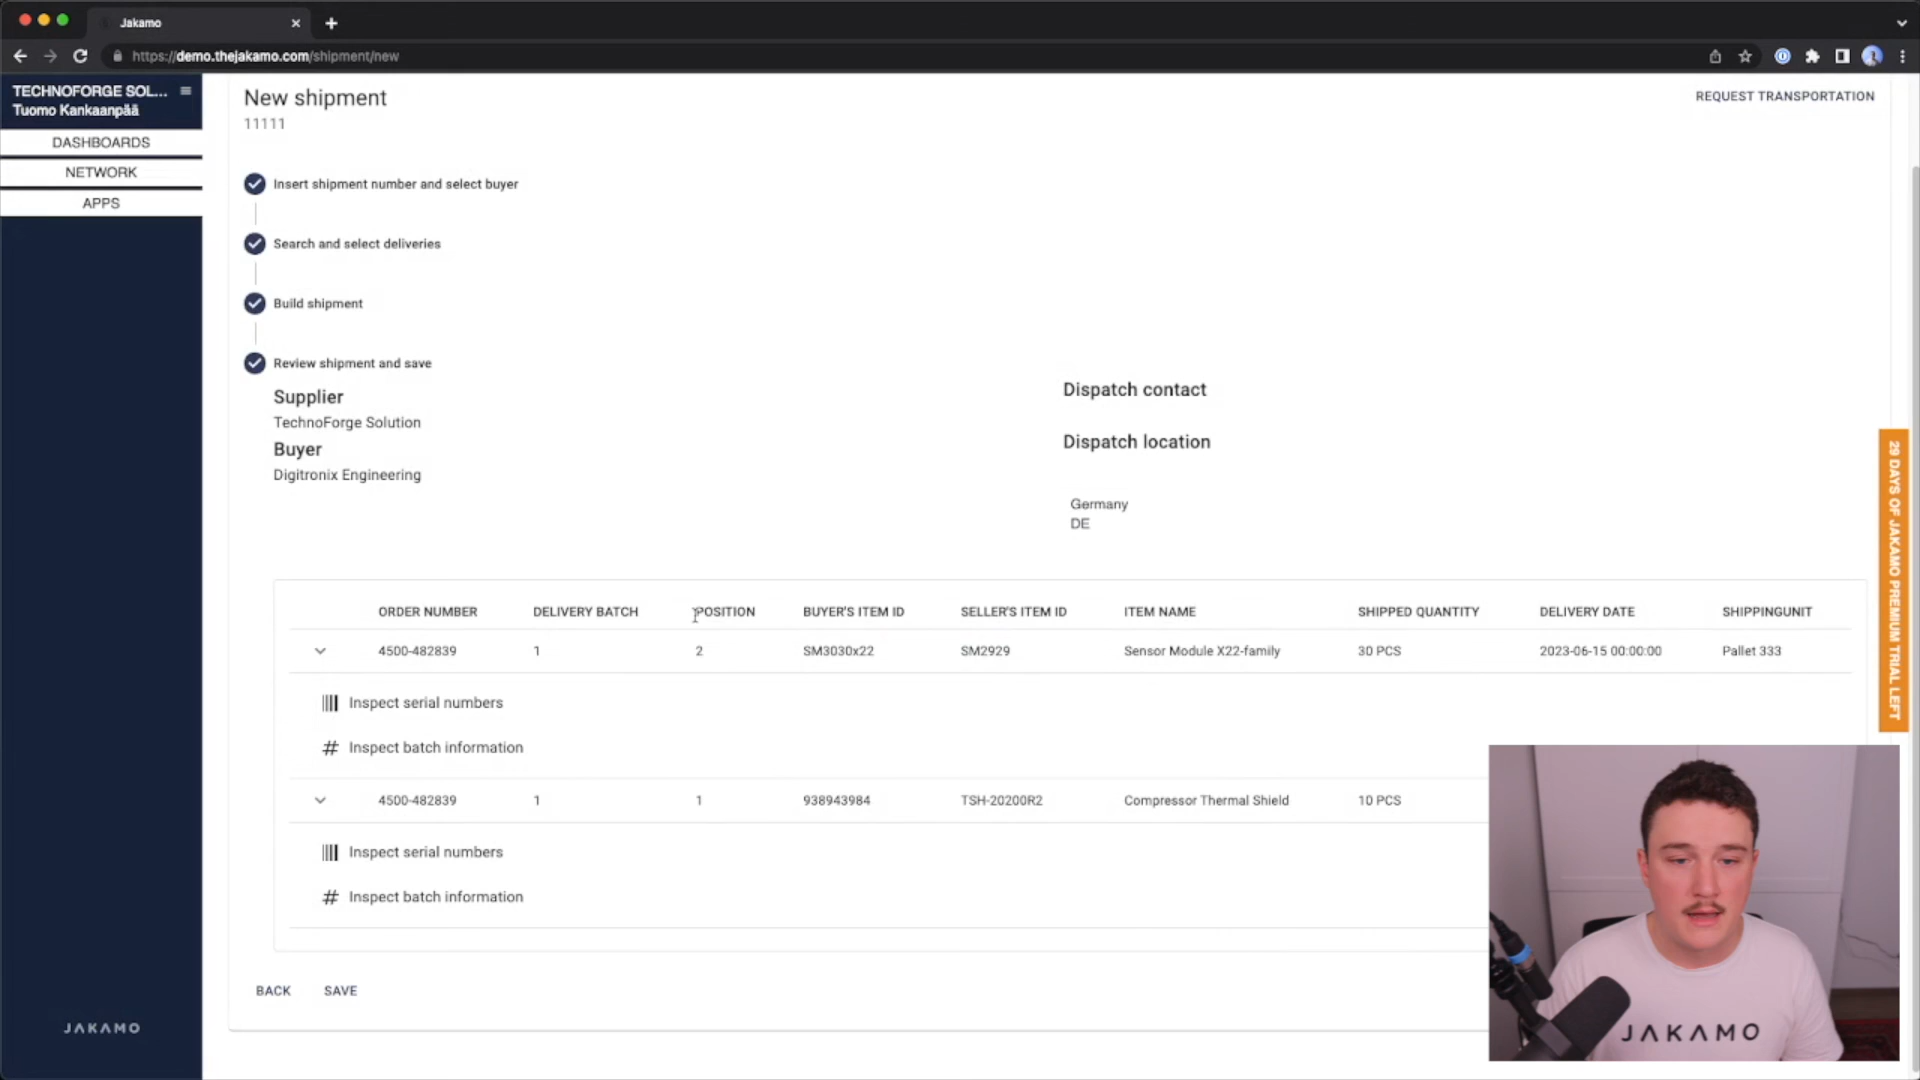 Jakamo
https://demo.thejakamo.com/shipment/new
TECHNOFORGE SOL...
Tuomo Kankaanpää
DASHBOARDS
NETWORK
APPS
New shipment
11111
REQUEST TRANSPORTATION
Insert shipment number and select buyer
Search and select deliveries
Build shipment
Review shipment and save
Supplier
TechnoForge Solution
Buyer
Digitronix Engineering
Dispatch contact
Dispatch location
Germany
DE
ORDER NUMBER DELIVERY BATCH POSITION BUYER'S ITEM ID SELLER'S ITEM ID ITEM NAME SHIPPED QUANTITY DELIVERY DATE SHIPPINGUNIT
4500-482839 1 2 SM3030x22 SM2929 Sensor Module X22-family 30 PCS 2023-06-15 00:00:00 Pallet 333
Inspect serial numbers
# Inspect batch information
4500-482839 1 1 938943984 TSH-20200R2 Compressor Thermal Shield 10 PCS
Inspect serial numbers
# Inspect batch information
BACK SAVE
29 DAYS OF JAKAMO PREMIUM TRIAL LEFT
JAKAMO
JAKAMO